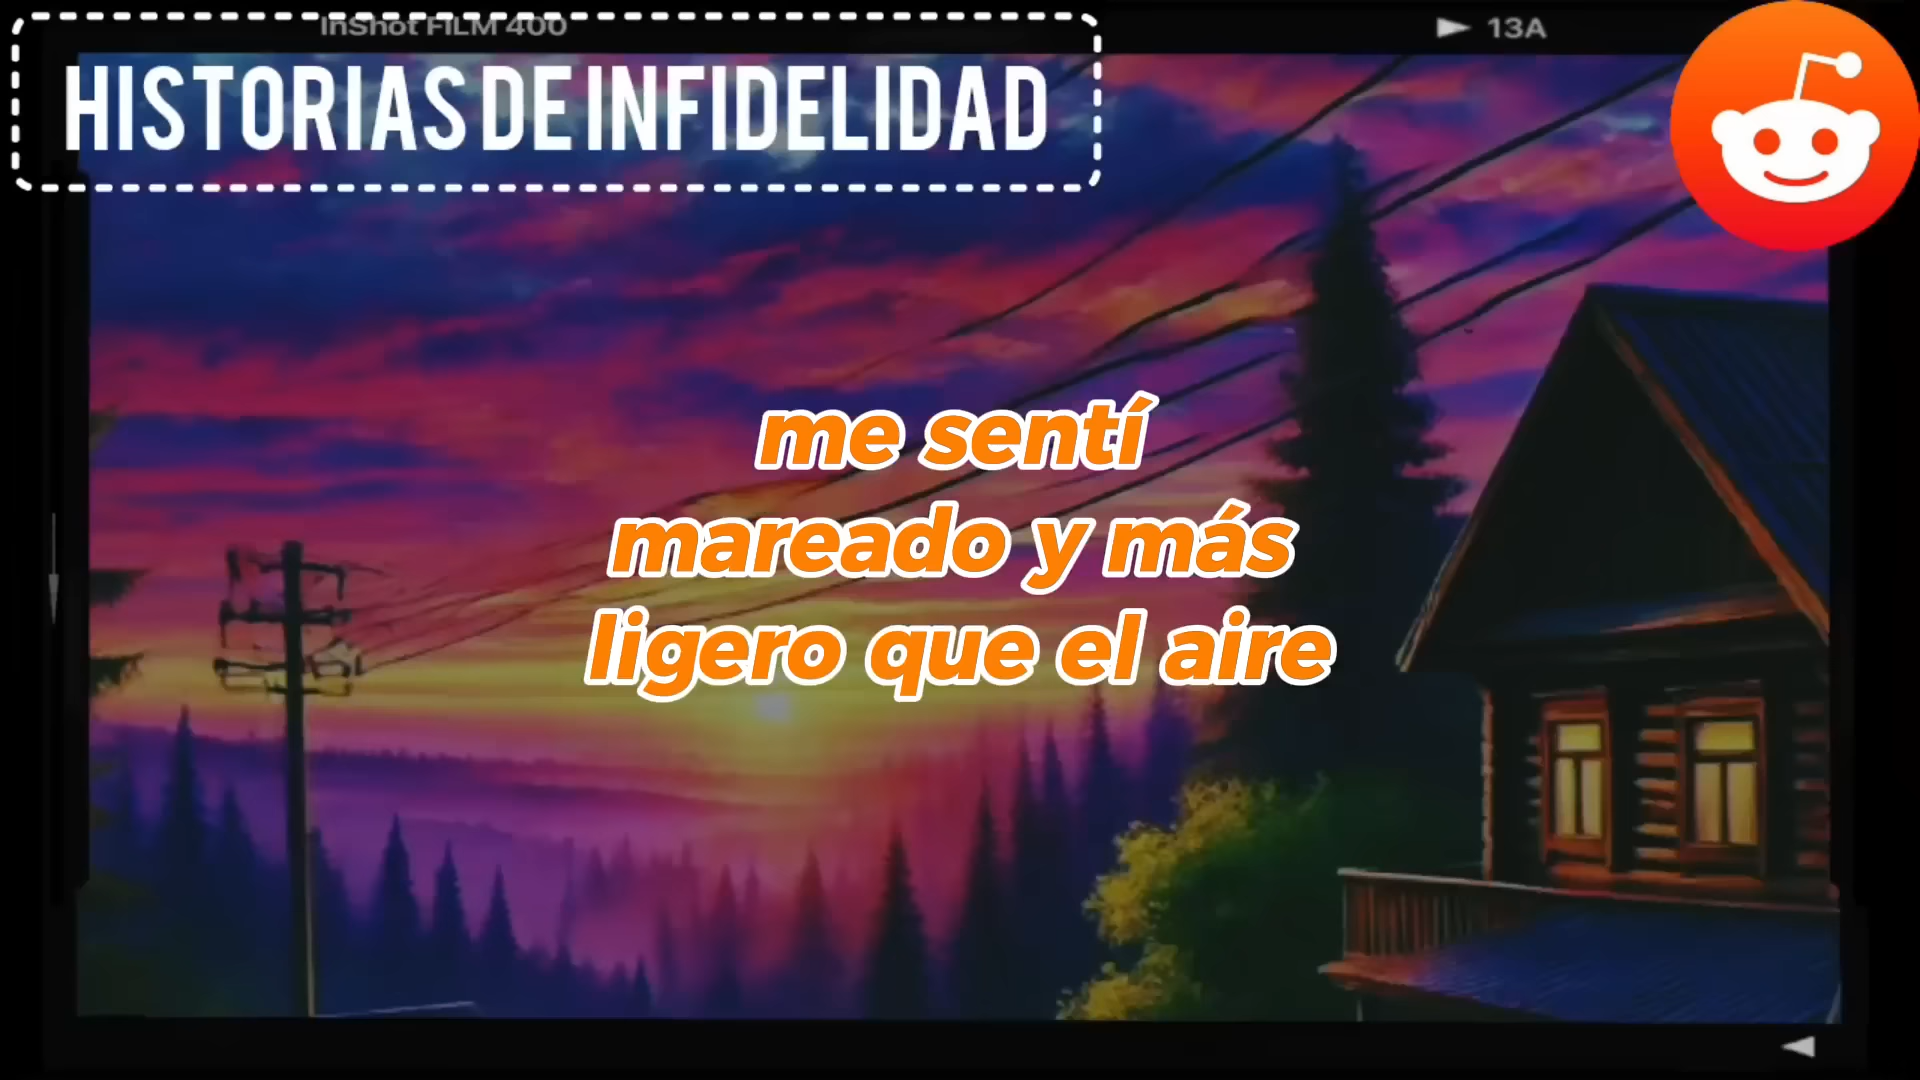 InShot FILM 400
13A
HISTORIAS DE INFIDELIDAD
me sentí
mareado y más
ligero que el aire